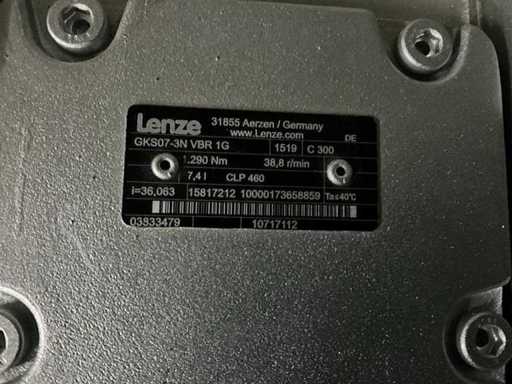 Lenze
31855 Aerzen / Germany
www.Lenze.com
DE
GKS07-3N VBR 1G 1519 C 300
1.290 Nm 38,8 r/min
7,4 l CLP 460
i=36,063 15817212 10000173658859 Ta≤40°C
03833479 10717112